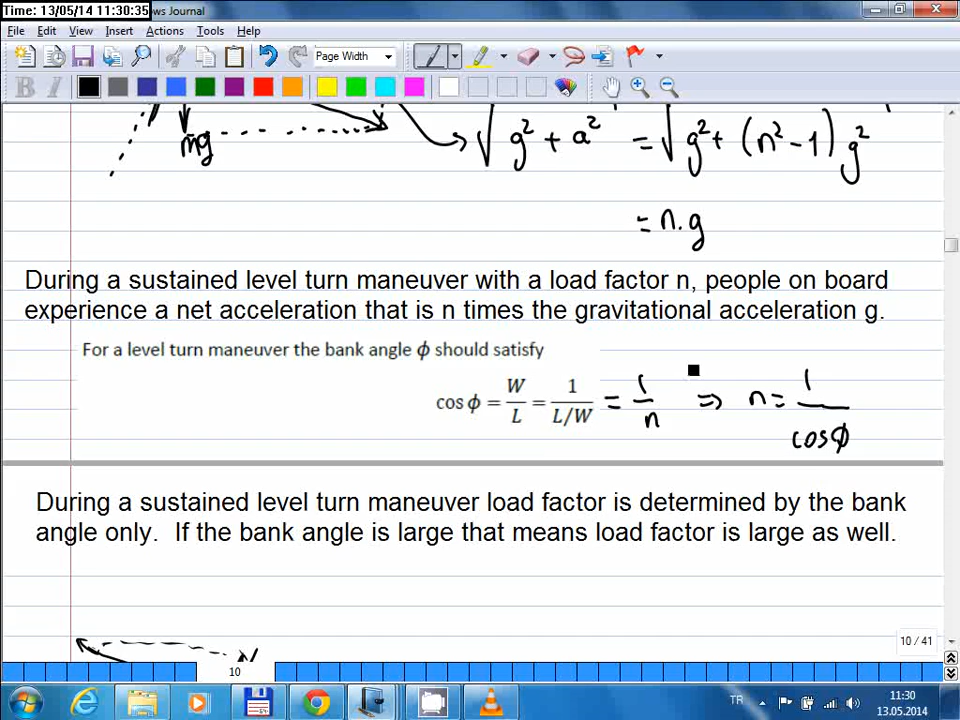 Time: 13/05/14 11:30:35
ows Journal
File Edit View Insert Actions Tools Help
Page Width
B I
mg
√g² + a² = √g² + (n² - 1) g²
= n.g
During a sustained level turn maneuver with a load factor n, people on board
experience a net acceleration that is n times the gravitational acceleration g.
For a level turn maneuver the bank angle ϕ should satisfy
cos ϕ = W/L = 1/(L/W) = 1/n ⇒ n = 1/cosϕ
During a sustained level turn maneuver load factor is determined by the bank
angle only. If the bank angle is large that means load factor is large as well.
10 / 41
10
TR
11:30
13.05.2014